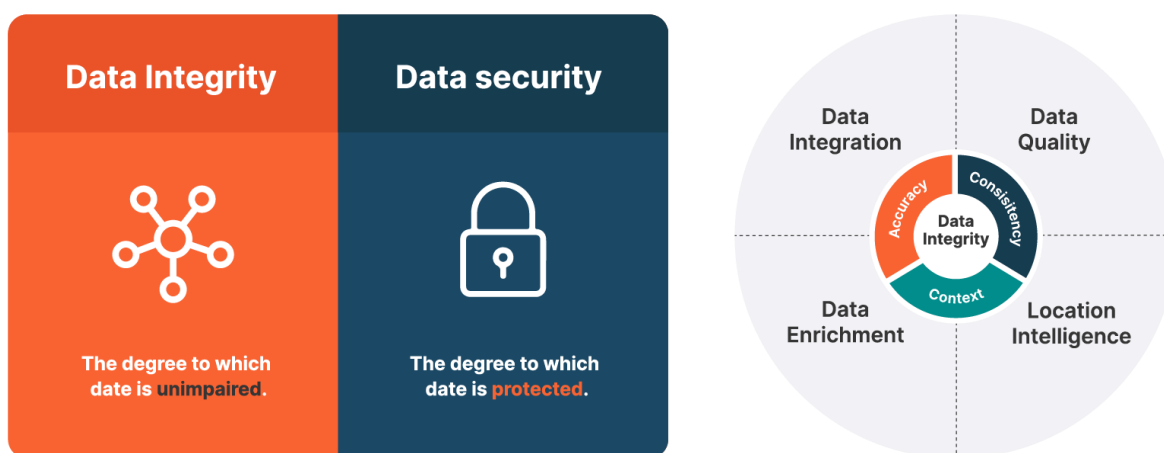 Data Integrity
Data security
The degree to which
date is unimpaired.
The degree to which
date is protected.
Data
Integration
Data
Quality
Accuracy
Consisitency
Data
Integrity
Context
Data
Enrichment
Location
Intelligence